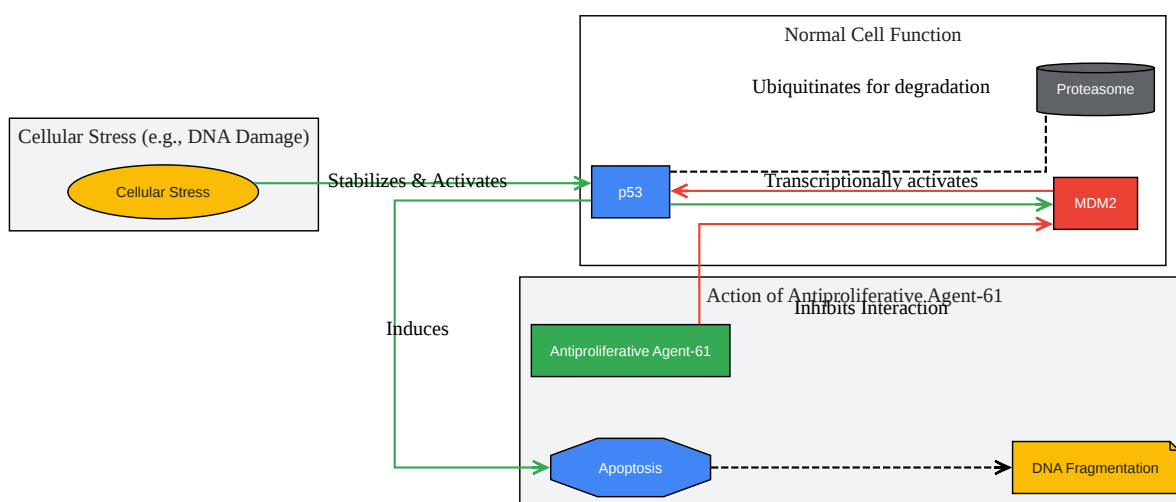 Normal Cell Function
Ubiquitinates for degradation
Proteasome
Cellular Stress (e.g., DNA Damage)
Cellular Stress
Stabilizes & Activates
p53
Transcriptionally activates
MDM2
Action of Antiproliferative Agent-61
Inhibits Interaction
Induces
Antiproliferative Agent-61
Apoptosis
DNA Fragmentation